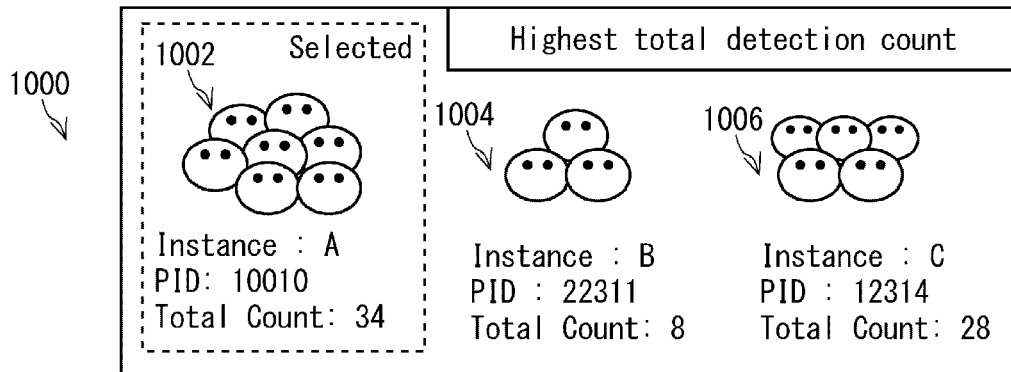 1000
Highest total detection count
Selected
1002
1004
1006
Instance : A
PID: 10010
Total Count: 34
Instance : B
PID : 22311
Total Count: 8
Instance : C
PID : 12314
Total Count: 28